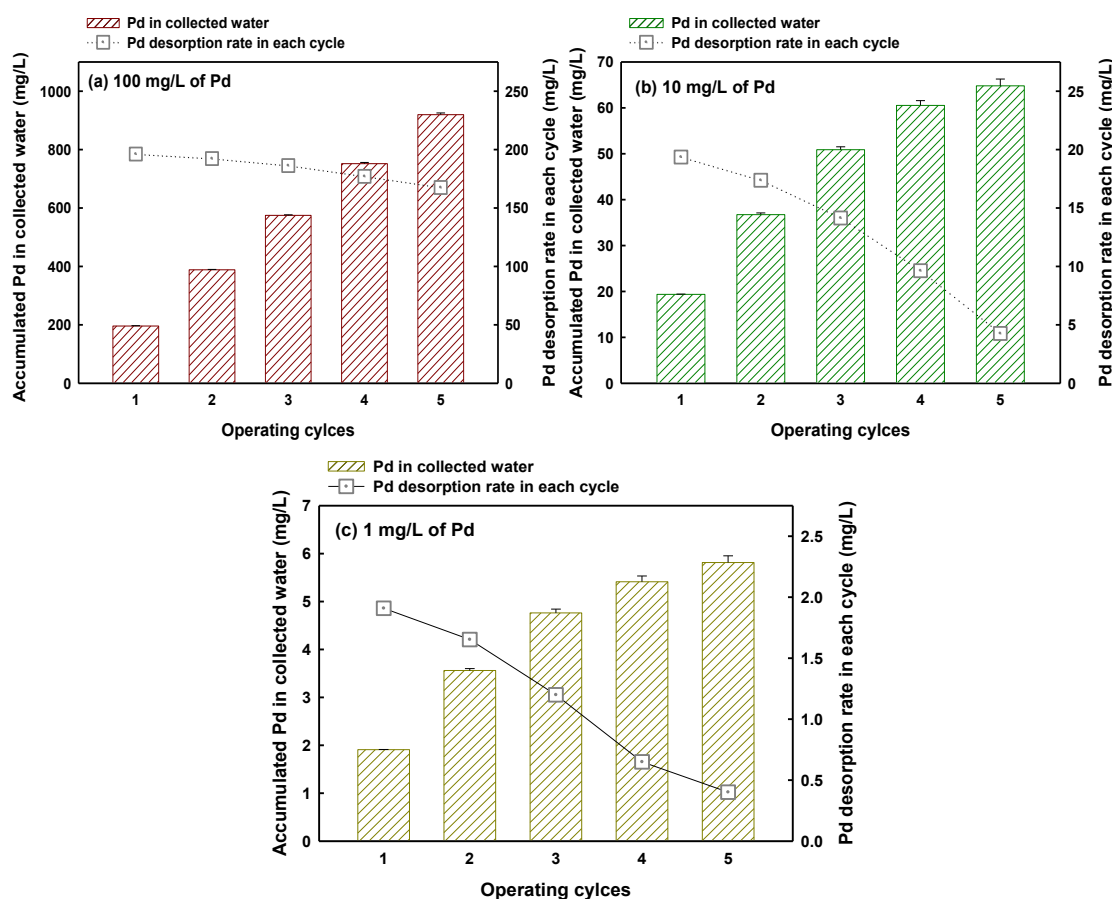 Pd in collected water
Pd desorption rate in each cycle
(a) 100 mg/L of Pd
Accumulated Pd in collected water (mg/L)
1000
800
600
400
200
0
250
200
150
100
50
0
Pd desorption rate in each cycle (mg/L)
1 2 3 4 5
Operating cylces
Pd in collected water
Pd desorption rate in each cycle
(b) 10 mg/L of Pd
Accumulated Pd in collected water (mg/L)
70
60
50
40
30
20
10
0
25
20
15
10
5
0
Pd desorption rate in each cycle (mg/L)
1 2 3 4 5
Operating cylces
Pd in collected water
Pd desorption rate in each cycle
(c) 1 mg/L of Pd
Accumulated Pd in collected water (mg/L)
7
6
5
4
3
2
1
0
2.5
2.0
1.5
1.0
0.5
0.0
Pd desorption rate in each cycle (mg/L)
1 2 3 4 5
Operating cylces